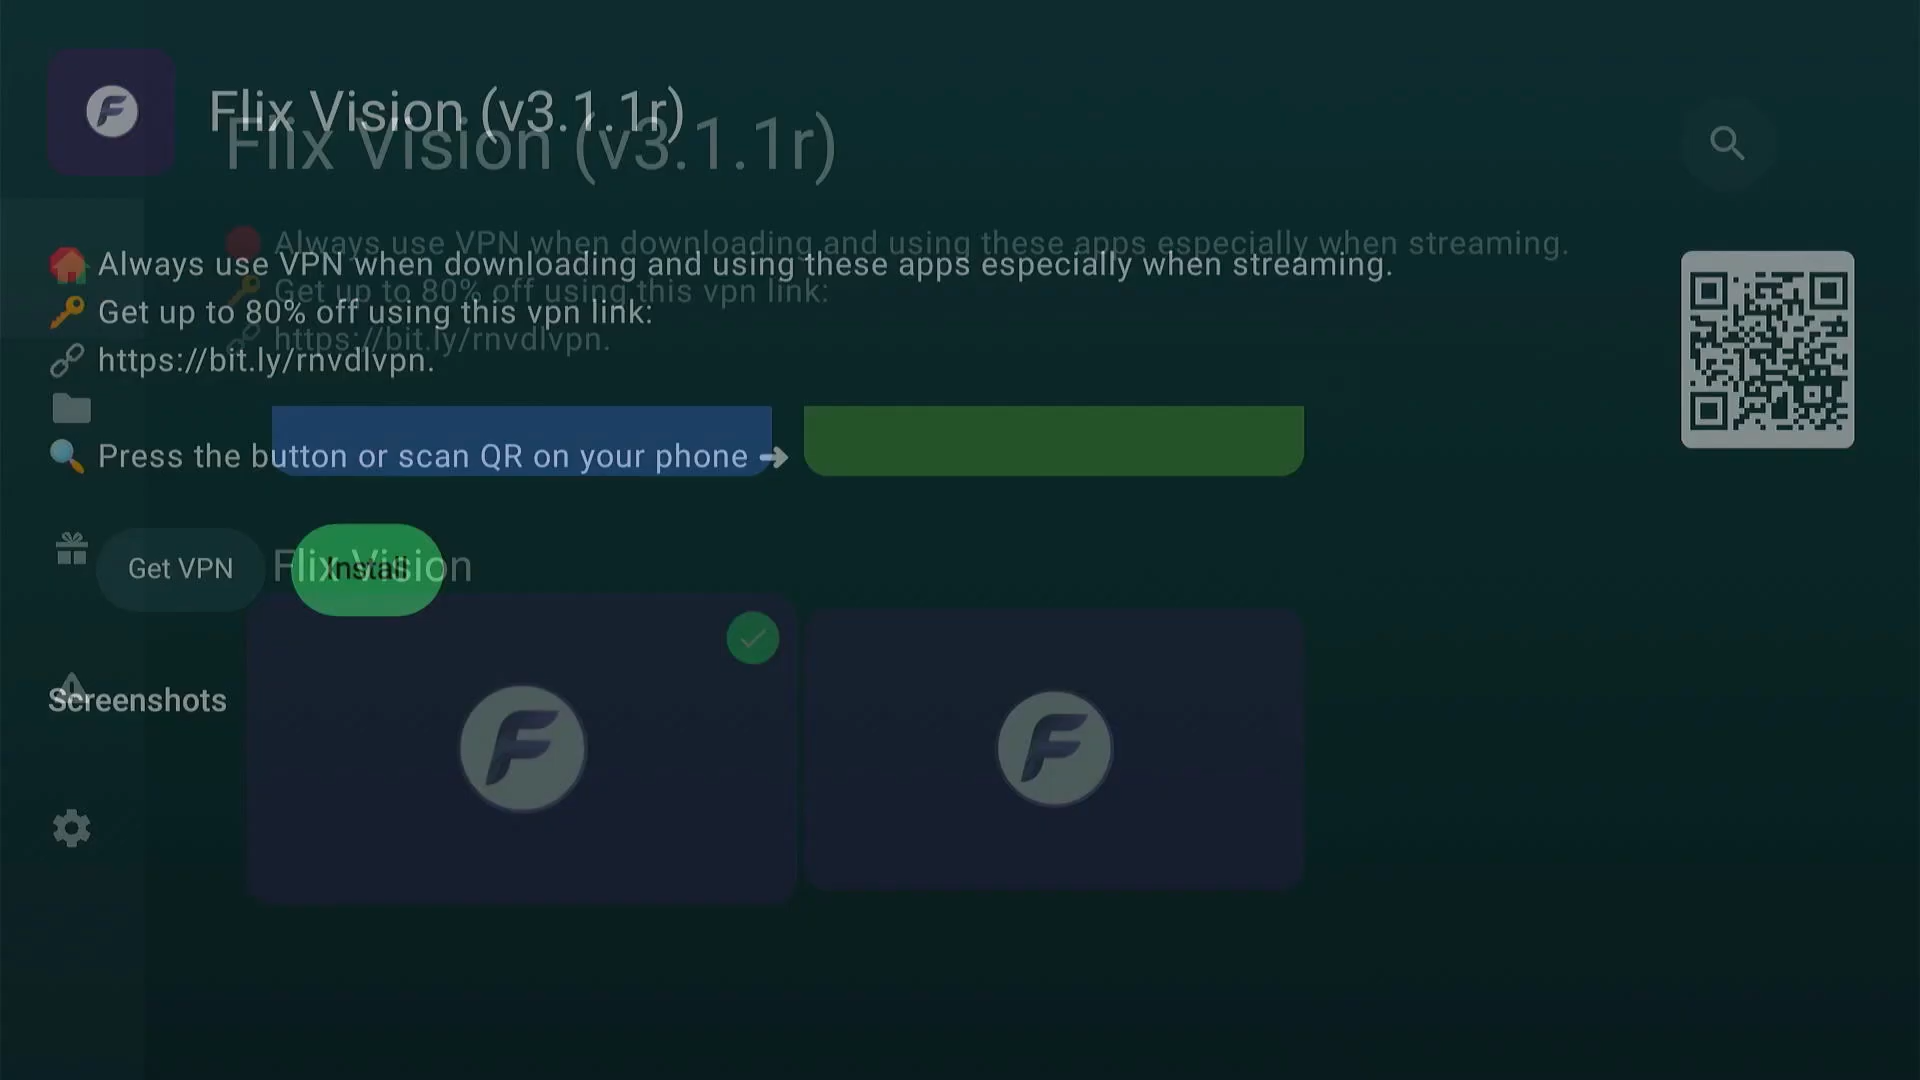 Flix Vision (v3.1.1r)
Flix Vision (v3.1.1r)
Always use VPN when downloading and using these apps especially when streaming.
Always use VPN when downloading and using these apps especially when streaming.
Get up to 80% off using this vpn link:
Get up to 80% off using this vpn link:
https://bit.ly/rnvdlvpn.
https://bit.ly/rnvdlvpn.
Press the button or scan QR on your phone
Get VPN
Install
Flix Vision
Screenshots